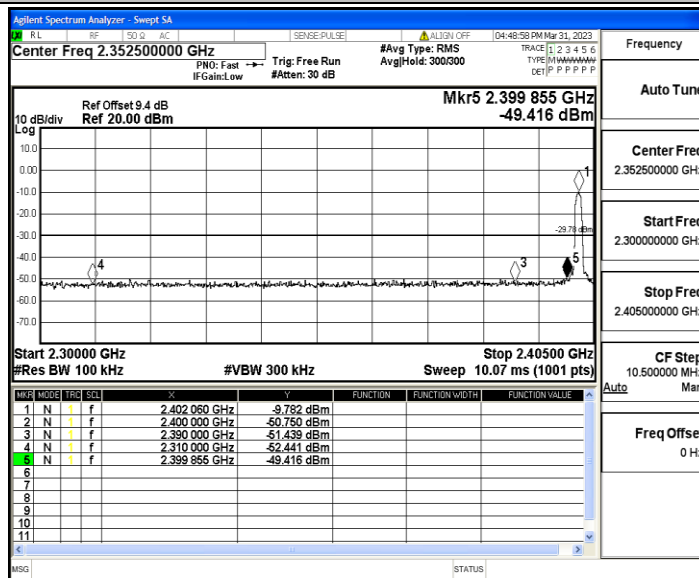 Agilent Spectrum Analyzer - Swept SA
RL RF 50 Ω AC SENSE:PULSE ALIGN OFF 04:48:58 PM Mar 31, 2023
Center Freq 2.352500000 GHz
PNO: Fast
IFGain:Low
Trig: Free Run
#Atten: 30 dB
#Avg Type: RMS
Avg|Hold: 300/300
TRACE 1 2 3 4 5 6
TYPE M W W W W W
DET P P P P P P
Frequency
Auto Tune
Center Freq
2.352500000 GHz
Start Freq
2.300000000 GHz
Stop Freq
2.405000000 GHz
CF Step
10.500000 MHz
Auto Man
Freq Offset
0 Hz
Ref Offset 9.4 dB
Ref 20.00 dBm
10 dB/div
Log
Mkr5 2.399 855 GHz
-49.416 dBm
10.0
0.00
-10.0
-20.0
-30.0
-40.0
-50.0
-60.0
-70.0
1
-29.78 dBm
4
3
5
Start 2.30000 GHz Stop 2.40500 GHz
#Res BW 100 kHz #VBW 300 kHz Sweep 10.07 ms (1001 pts)
MKR MODE TRC SCL X Y FUNCTION FUNCTION WIDTH FUNCTION VALUE
1 N 1 f 2.402 060 GHz -9.782 dBm
2 N 1 f 2.400 000 GHz -50.750 dBm
3 N 1 f 2.390 000 GHz -51.439 dBm
4 N 1 f 2.310 000 GHz -52.441 dBm
5 N 1 f 2.399 855 GHz -49.416 dBm
6
7
8
9
10
11
MSG STATUS